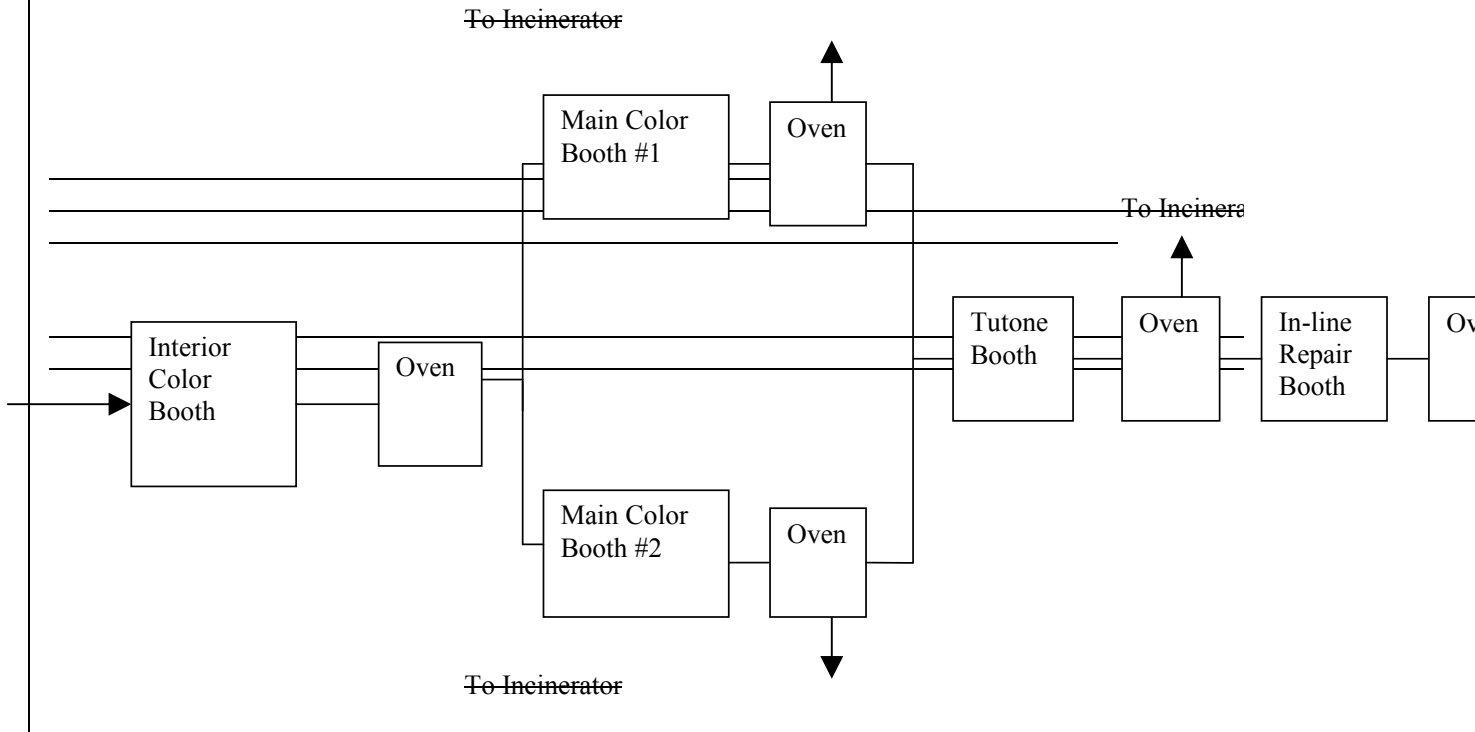 To Incinerator
Main Color
Booth #1
Oven
To Incinera
Interior
Color
Booth
Oven
Tutone
Booth
Oven
In-line
Repair
Booth
Ov
Main Color
Booth #2
Oven
To Incinerator